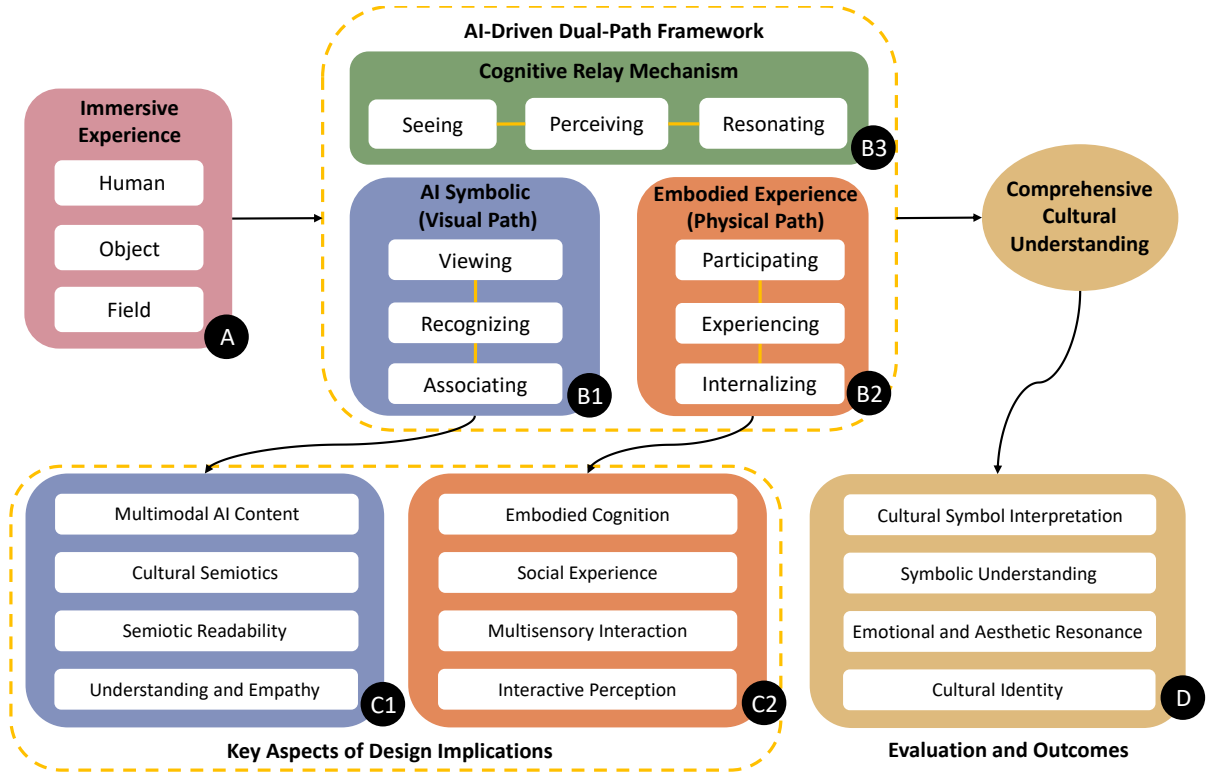 AI-Driven Dual-Path Framework
Cognitive Relay Mechanism
Seeing
Perceiving
Resonating
B3
Immersive
Experience
Human
Object
Field
A
AI Symbolic
(Visual Path)
Viewing
Recognizing
Associating
B1
Embodied Experience
(Physical Path)
Participating
Experiencing
Internalizing
B2
Comprehensive
Cultural
Understanding
Multimodal AI Content
Cultural Semiotics
Semiotic Readability
Understanding and Empathy
C1
Embodied Cognition
Social Experience
Multisensory Interaction
Interactive Perception
C2
Key Aspects of Design Implications
Cultural Symbol Interpretation
Symbolic Understanding
Emotional and Aesthetic Resonance
Cultural Identity
D
Evaluation and Outcomes